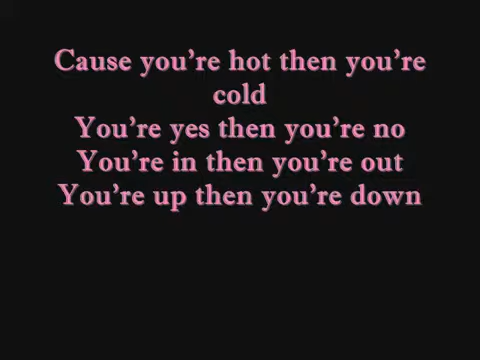 Cause you’re hot then you’re
cold
You’re yes then you’re no
You’re in then you’re out
You’re up then you’re down